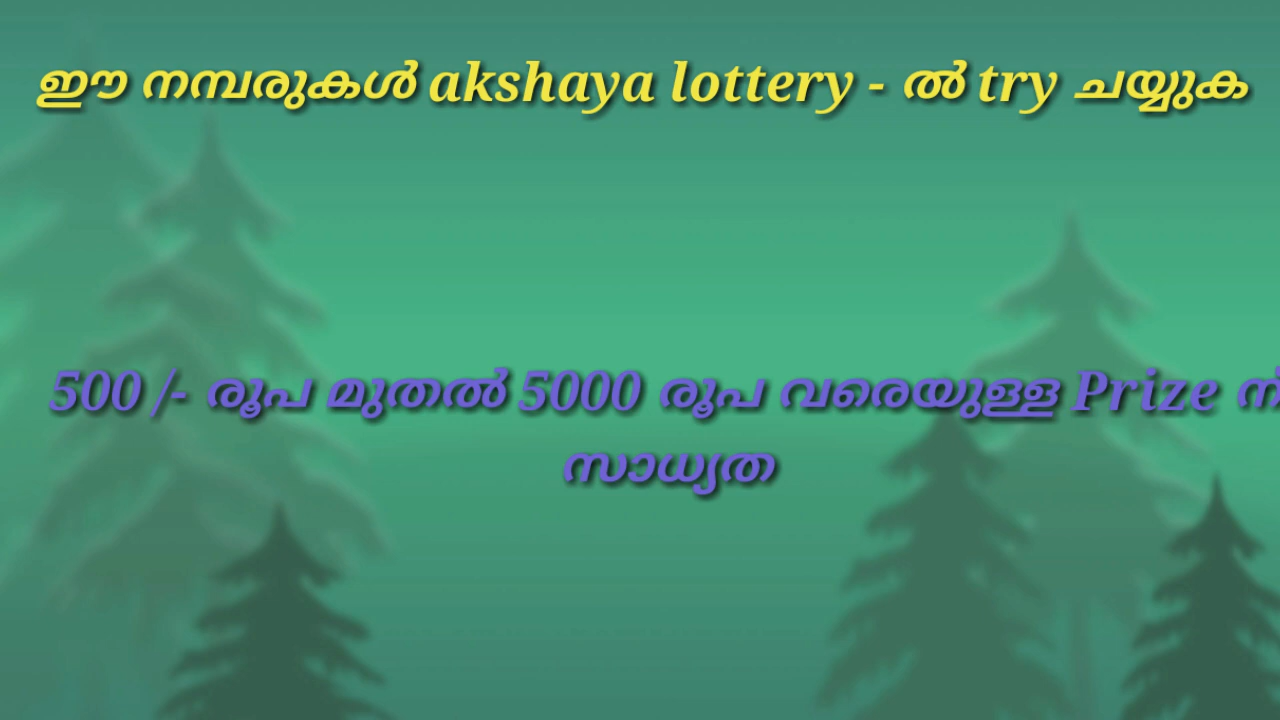 ഈ നമ്പരുകൾ akshaya lottery - ൽ try ചയ്യുക
500 /- രൂപ മുതൽ 5000 രൂപ വരെയുള്ള Prize ന്
സാധ്യത